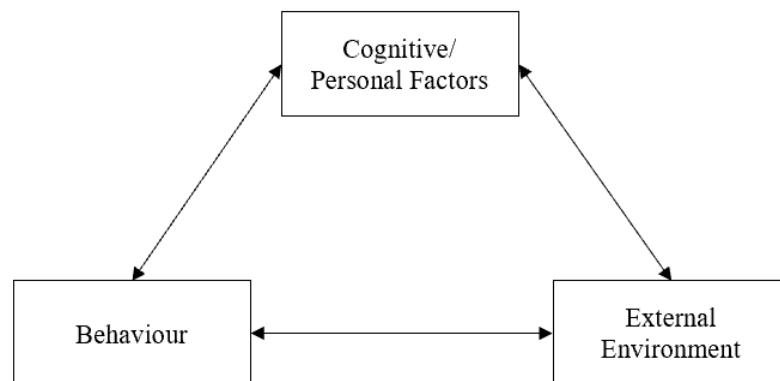 Cognitive/
Personal Factors
Behaviour
External
Environment